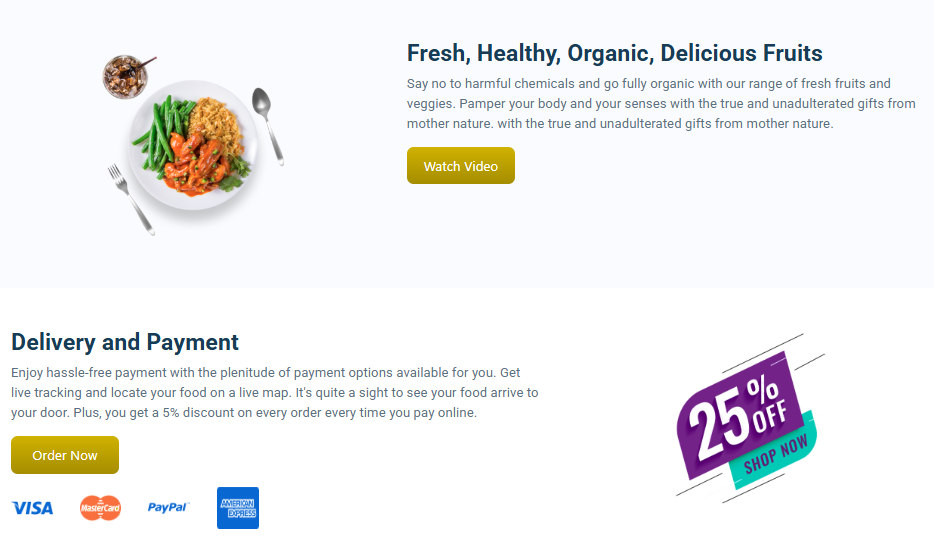 Fresh, Healthy, Organic, Delicious Fruits
Say no to harmful chemicals and go fully organic with our range of fresh fruits and
veggies. Pamper your body and your senses with the true and unadulterated gifts from
mother nature. with the true and unadulterated gifts from mother nature.
Watch Video
Delivery and Payment
Enjoy hassle-free payment with the plenitude of payment options available for you. Get
live tracking and locate your food on a live map. It's quite a sight to see your food arrive to
your door. Plus, you get a 5% discount on every order every time you pay online.
Order Now
VISA
MasterCard
PayPal
AMERICAN
EXPRESS
25%
OFF
SHOP NOW